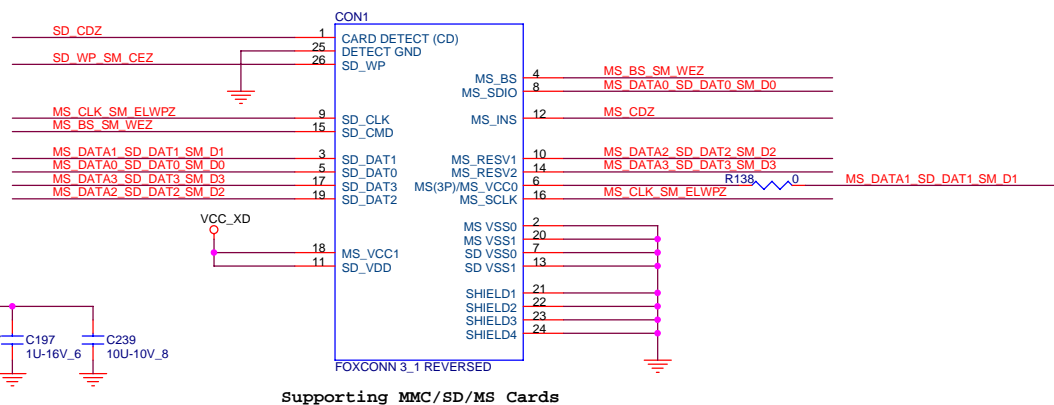 CON1
SD_CDZ 1 CARD DETECT (CD)
25 DETECT GND
SD_WP_SM_CEZ 26 SD_WP
MS_BS 4 MS_BS_SM_WEZ
MS_SDIO 8 MS_DATA0_SD_DAT0_SM_D0
MS_CLK_SM_ELWPZ 9 SD_CLK MS_INS 12 MS_CDZ
MS_BS_SM_WEZ 15 SD_CMD
MS_DATA1_SD_DAT1_SM_D1 3 SD_DAT1 MS_RESV1 10 MS_DATA2_SD_DAT2_SM_D2
MS_DATA0_SD_DAT0_SM_D0 5 SD_DAT0 MS_RESV2 14 MS_DATA3_SD_DAT3_SM_D3
MS_DATA3_SD_DAT3_SM_D3 17 SD_DAT3 MS(3P)/MS_VCC0 6 R138 0 MS_DATA1_SD_DAT1_SM_D1
MS_DATA2_SD_DAT2_SM_D2 19 SD_DAT2 MS_SCLK 16 MS_CLK_SM_ELWPZ
VCC_XD
MS VSS0 2
MS VSS1 20
18 MS_VCC1 SD VSS0 7
11 SD_VDD SD VSS1 13
SHIELD1 21
SHIELD2 22
SHIELD3 23
SHIELD4 24
C197 C239
1U-16V_6 10U-10V_8
FOXCONN 3_1 REVERSED
Supporting MMC/SD/MS Cards